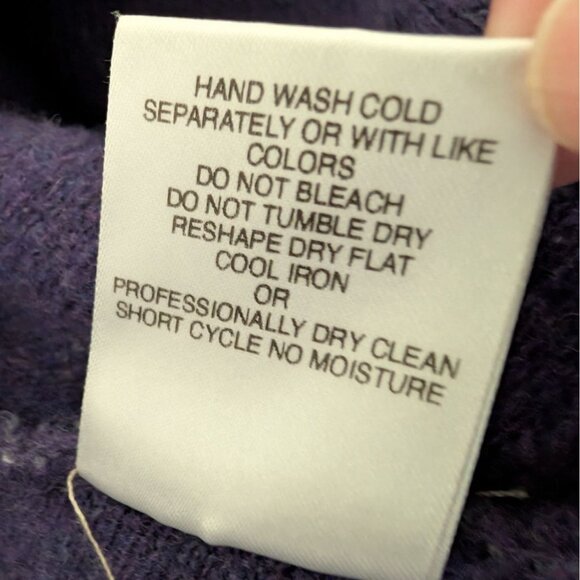 HAND WASH COLD
SEPARATELY OR WITH LIKE
COLORS
DO NOT BLEACH
DO NOT TUMBLE DRY
RESHAPE DRY FLAT
COOL IRON
OR
PROFESSIONALLY DRY CLEAN
SHORT CYCLE NO MOISTURE